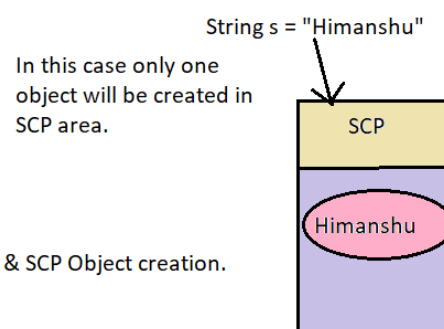 String s = "Himanshu"
In this case only one
object will be created in
SCP area.
SCP
Himanshu
& SCP Object creation.